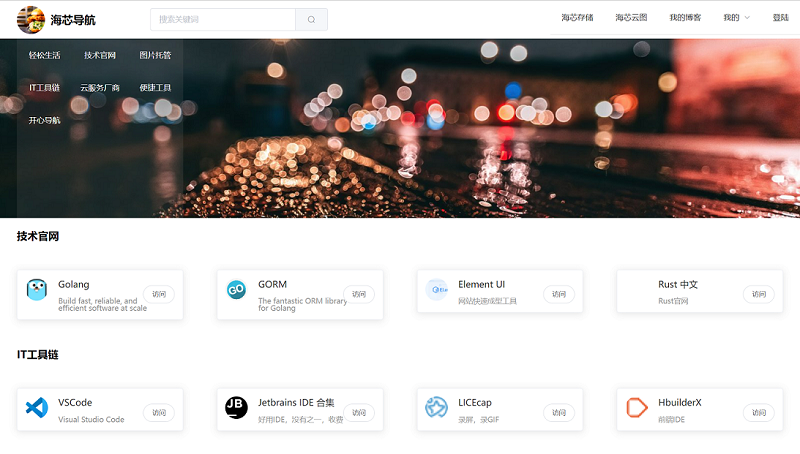 海芯导航
搜索关键词
海芯存储 海芯云图 我的博客 我的 登陆
轻松生活 技术官网 图片托管
IT工具链 云服务厂商 便捷工具
开心导航
技术官网
Golang
Build fast, reliable, and
efficient software at scale
访问
GO
GORM
The fantastic ORM library
for Golang
访问
Element UI
网站快速成型工具
访问
Rust 中文
Rust官网
访问
IT工具链
VSCode
Visual Studio Code
访问
JB
Jetbrains IDE 合集
好用IDE，没有之一，收费
访问
LICEcap
录屏，录GIF
访问
HbuilderX
前端IDE
访问